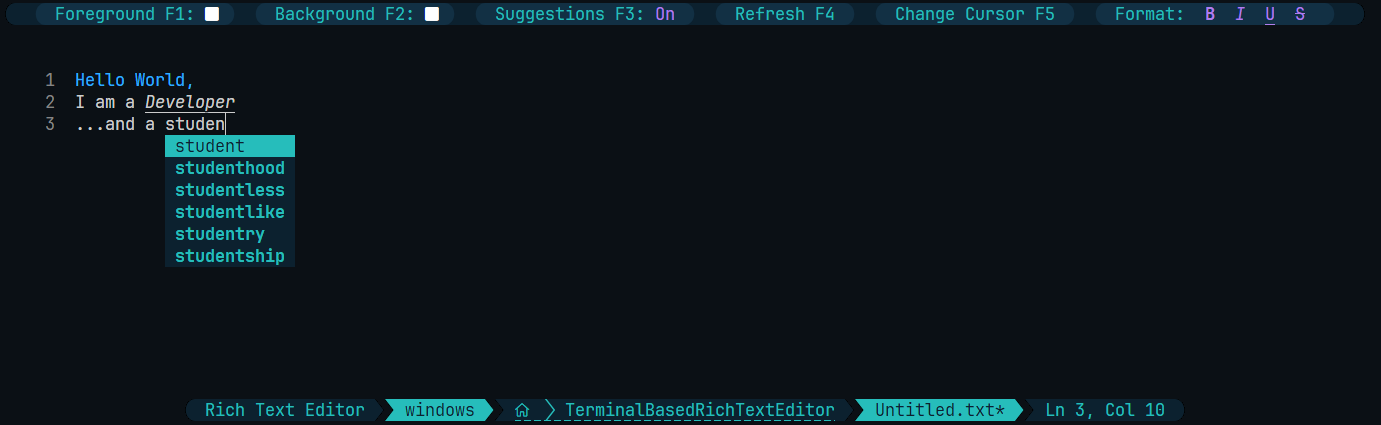 Foreground F1: Background F2: Suggestions F3: On Refresh F4 Change Cursor F5 Format: B I U S
1 Hello World,
2 I am a Developer
3 ...and a studen
student
studenthood
studentless
studentlike
studentry
studentship
Rich Text Editor windows TerminalBasedRichTextEditor Untitled.txt* Ln 3, Col 10